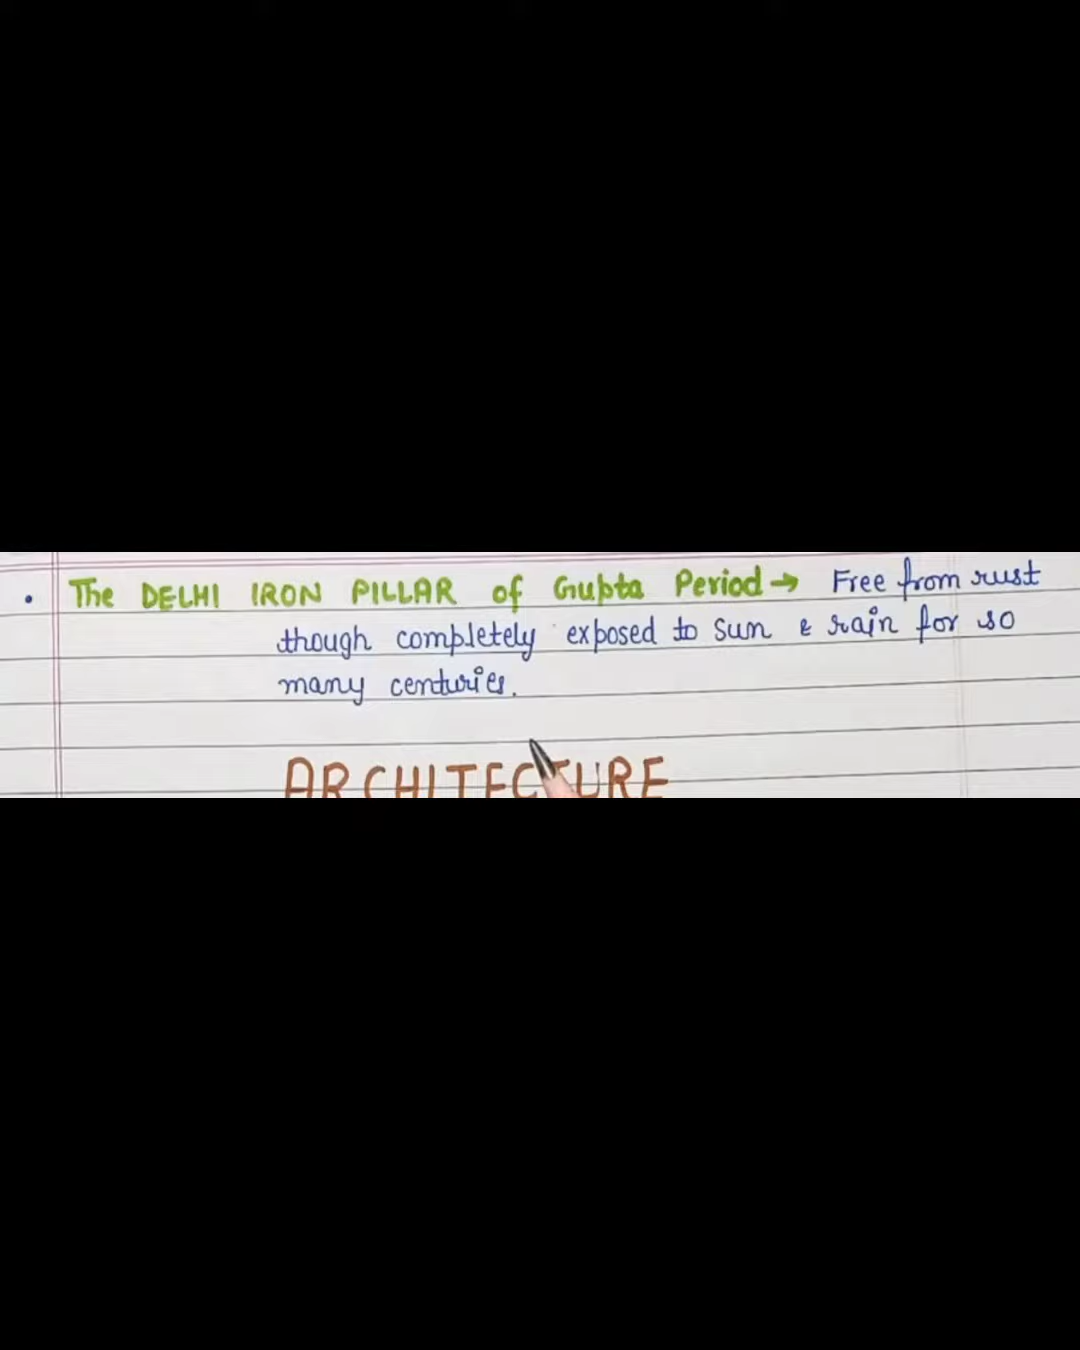 • The DELHI IRON PILLAR of Gupta Period → Free from rust
though completely exposed to sun & rain for so
many centuries.
ARCHITECTURE